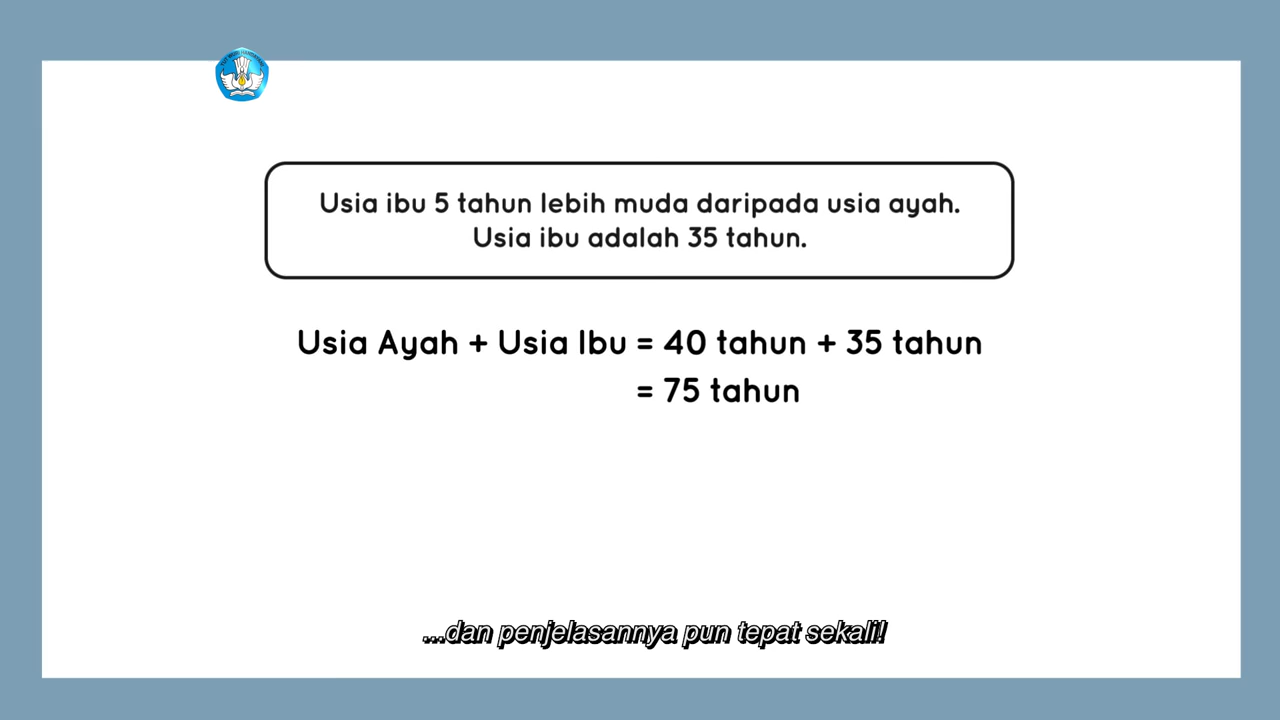 Usia ibu 5 tahun lebih muda daripada usia ayah.
Usia ibu adalah 35 tahun.
Usia Ayah + Usia Ibu = 40 tahun + 35 tahun
= 75 tahun
...dan penjelasannya pun tepat sekali!